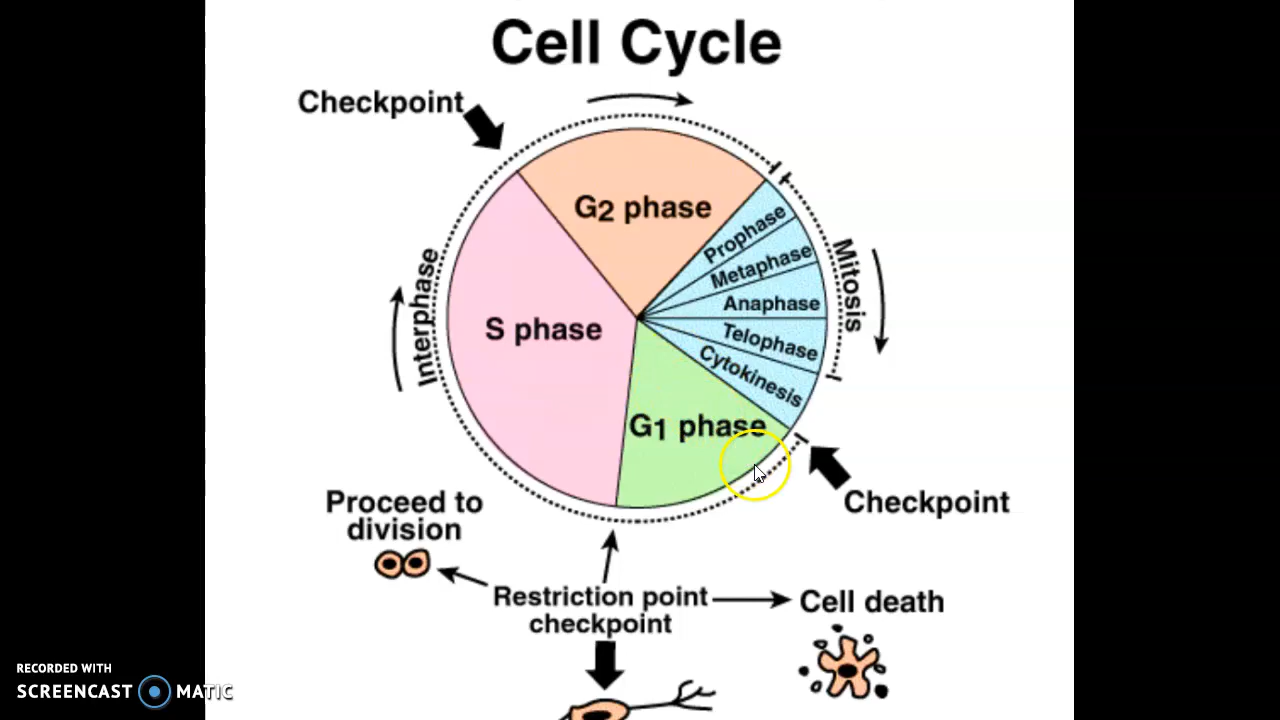 Cell Cycle
Checkpoint
G2 phase
Prophase
Metaphase
Anaphase
Telophase
Cytokinesis
Mitosis
Interphase
S phase
G1 phase
Checkpoint
Proceed to
division
Restriction point
checkpoint
Cell death
RECORDED WITH
SCREENCAST MATIC